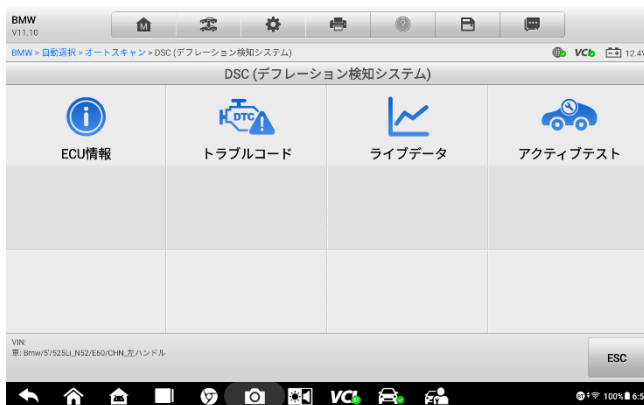 BMW
V11.10
M
?
BMW > 自動選択 > オートスキャン > DSC (デフレーション検知システム)
VCI
12.4V
DSC (デフレーション検知システム)
ECU情報
DTC
トラブルコード
ライブデータ
アクティブテスト
VIN:
車: Bmw/5'/525Li_N52/E60/CHN_左ハンドル
ESC
VCI
100%